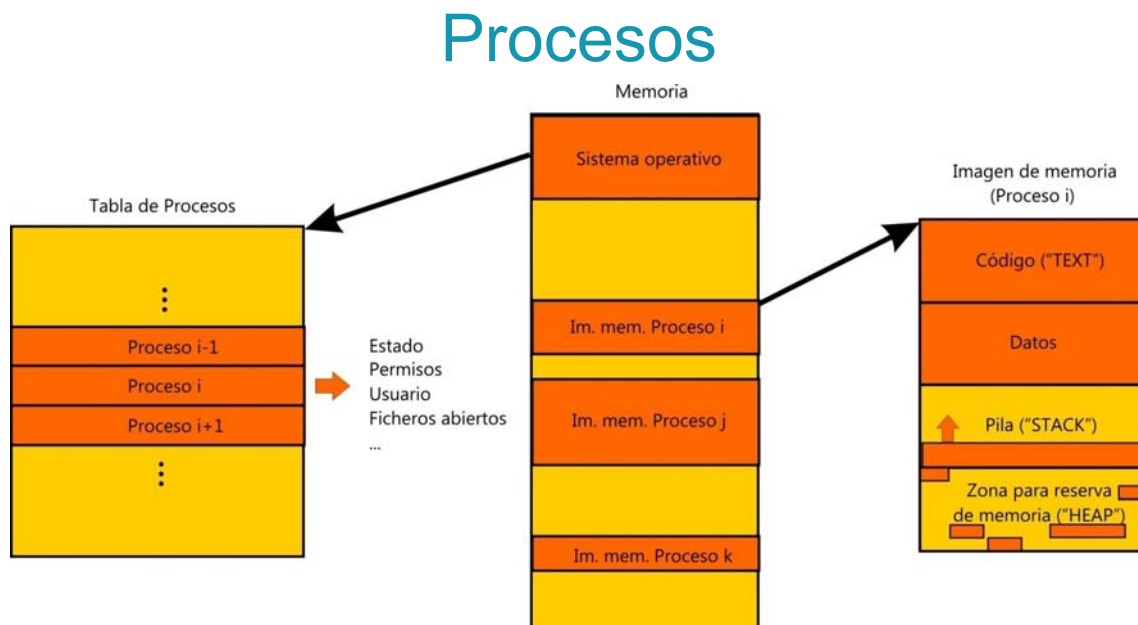 Procesos
Memoria
Sistema operativo
Im. mem. Proceso i
Im. mem. Proceso j
Im. mem. Proceso k
Tabla de Procesos
Proceso i-1
Proceso i
Proceso i+1
Estado
Permisos
Usuario
Ficheros abiertos
...
Imagen de memoria
(Proceso i)
Código ("TEXT")
Datos
Pila ("STACK")
Zona para reserva
de memoria ("HEAP")